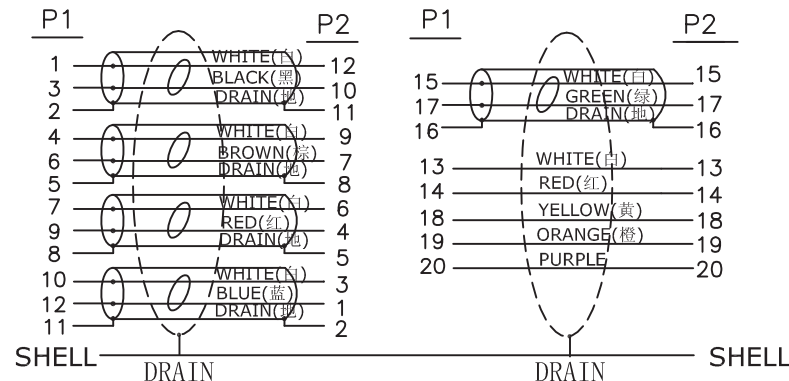 P1 P2
1 WHITE(白) 12
3 BLACK(黑) 10
2 DRAIN(地) 11
4 WHITE(白) 9
6 BROWN(棕) 7
5 DRAIN(地) 8
7 WHITE(白) 6
9 RED(红) 4
8 DRAIN(地) 5
10 WHITE(白) 3
12 BLUE(蓝) 1
11 DRAIN(地) 2
P1 P2
15 WHITE(白) 15
17 GREEN(绿) 17
16 DRAIN(地) 16
13 WHITE(白) 13
14 RED(红) 14
18 YELLOW(黄) 18
19 ORANGE(橙) 19
20 PURPLE 20
SHELL SHELL
DRAIN DRAIN